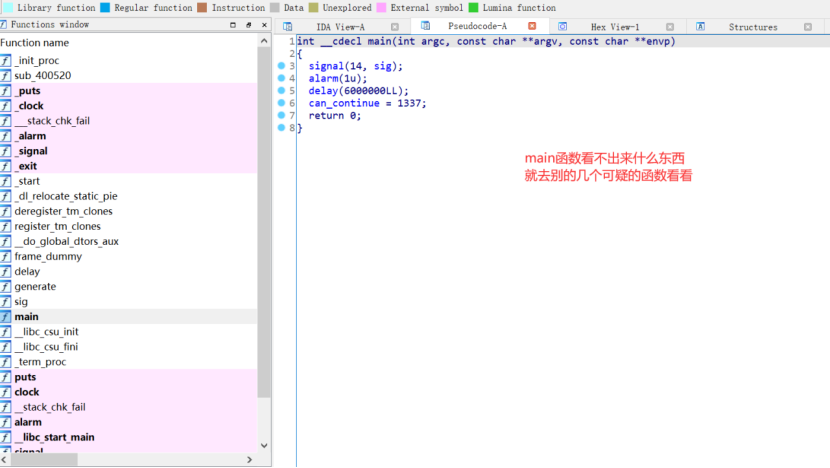 Library function Regular function Instruction Data Unexplored External symbol Lumina function
Functions window
IDA View-A Pseudocode-A Hex View-1 Structures
Function name
_init_proc
sub_400520
_puts
_clock
___stack_chk_fail
_alarm
_signal
_exit
_start
_dl_relocate_static_pie
deregister_tm_clones
register_tm_clones
__do_global_dtors_aux
frame_dummy
delay
generate
sig
main
__libc_csu_init
__libc_csu_fini
_term_proc
puts
clock
__stack_chk_fail
alarm
__libc_start_main
signal
1 int __cdecl main(int argc, const char **argv, const char **envp)
2 {
3 signal(14, sig);
4 alarm(1u);
5 delay(6000000LL);
6 can_continue = 1337;
7 return 0;
8 }
main函数看不出来什么东西
就去别的几个可疑的函数看看